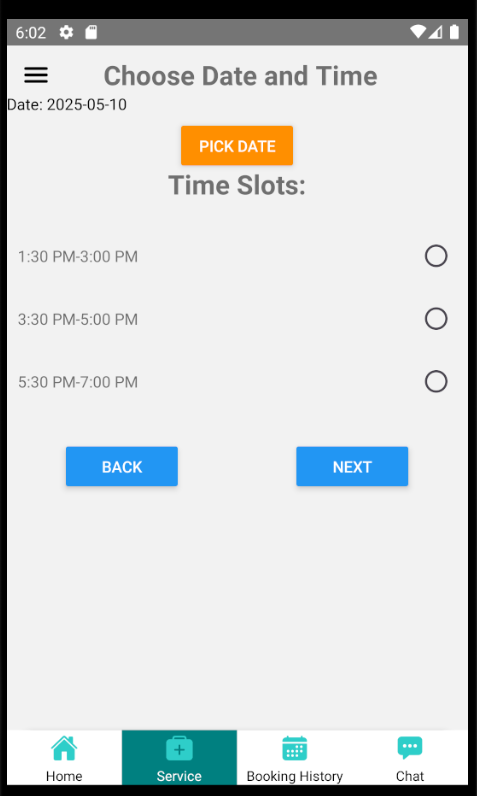 6:02
Choose Date and Time
Date: 2025-05-10
PICK DATE
Time Slots:
1:30 PM-3:00 PM
3:30 PM-5:00 PM
5:30 PM-7:00 PM
BACK NEXT
Home Service Booking History Chat